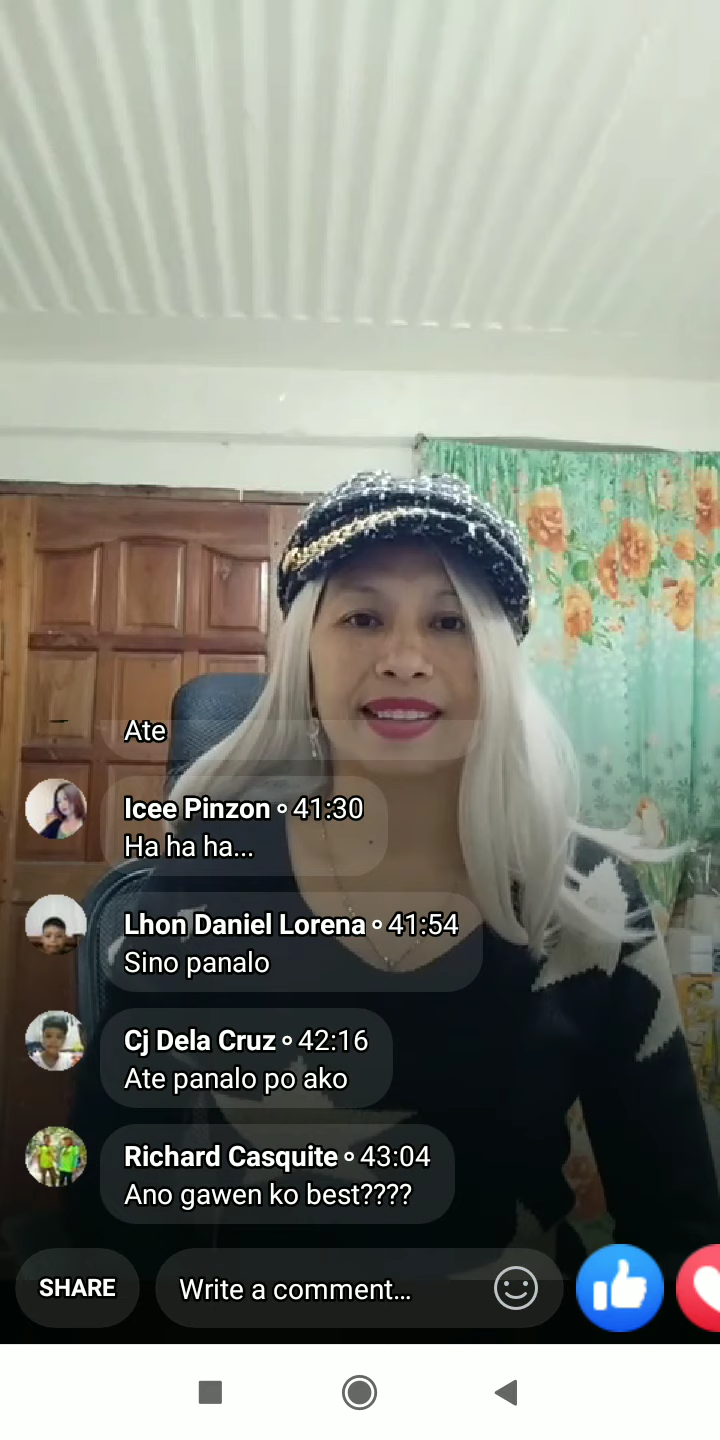 Ate
Icee Pinzon ∘ 41:30
Ha ha ha...
Lhon Daniel Lorena ∘ 41:54
Sino panalo
Cj Dela Cruz ∘ 42:16
Ate panalo po ako
Richard Casquite ∘ 43:04
Ano gawen ko best????
SHARE
Write a comment...